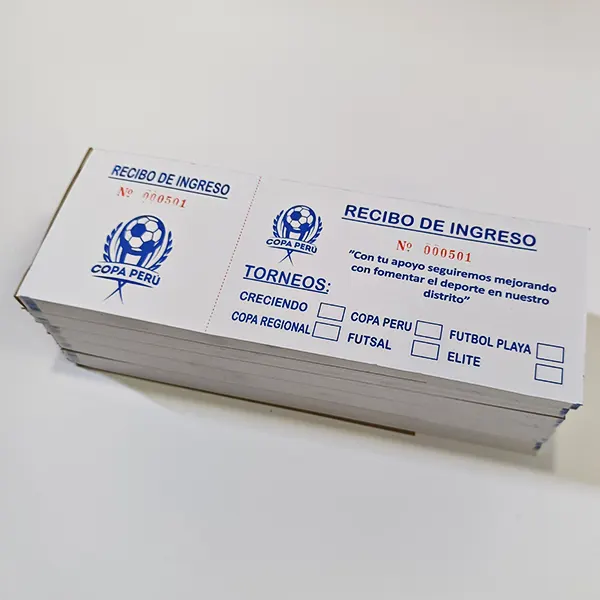 RECIBO DE INGRESO
Nº 000501
COPA PERÚ
RECIBO DE INGRESO
Nº 000501
COPA PERÚ
"Con tu apoyo seguiremos mejorando
con fomentar el deporte en nuestro
distrito"
TORNEOS:
CRECIENDO COPA PERU FUTBOL PLAYA
COPA REGIONAL FUTSAL ELITE